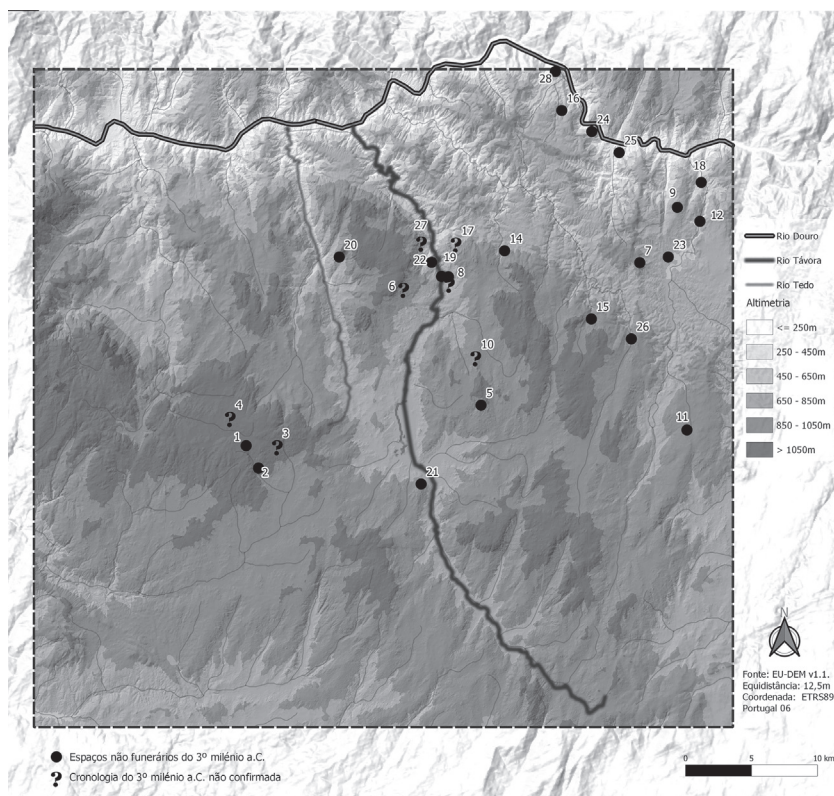 28
16
24
25
18
9
12
27
17
14
20
22
19
7
23
6
8
15
26
10
5
4
1
3
2
11
21
Rio Douro
Rio Távora
Rio Tedo
Altimetria
<= 250m
250 - 450m
450 - 650m
650 - 850m
850 - 1050m
> 1050m
N
Fonte: EU-DEM v1.1.
Equidistância: 12,5m
Coordenada: ETRS89
Portugal 06
Espaços não funerários do 3º milénio a.C.
? Cronologia do 3º milénio a.C. não confirmada
0 5 10 km